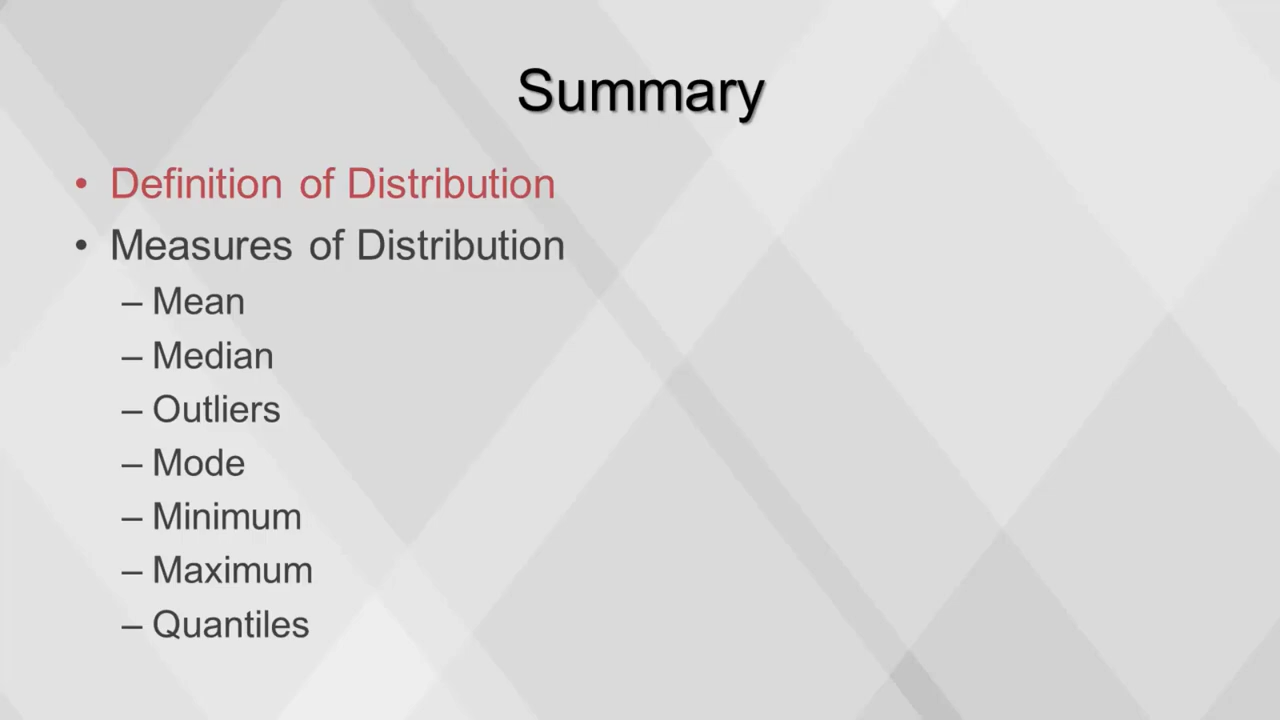 Summary
• Definition of Distribution
• Measures of Distribution
– Mean
– Median
– Outliers
– Mode
– Minimum
– Maximum
– Quantiles